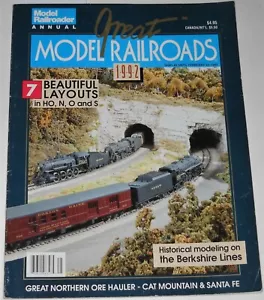 Model
Railroader
ANNUAL
Great
$4.95
MODEL RAILROADS
1992
7 BEAUTIFUL
LAYOUTS
in HO, N, O and S
Historical modeling on
the Berkshire Lines
GREAT NORTHERN ORE HAULER - CAT MOUNTAIN & SANTA FE